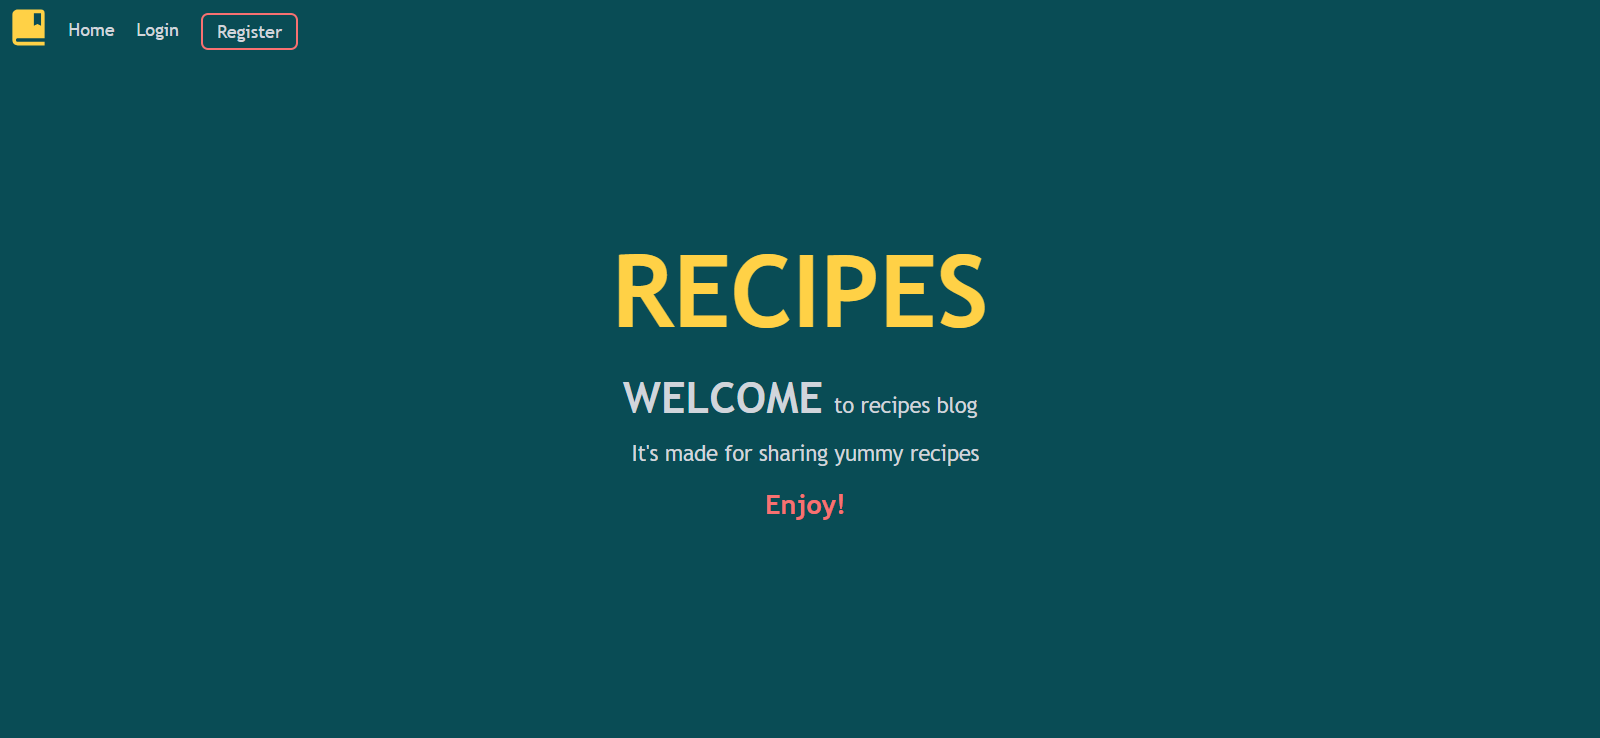 Home Login Register
RECIPES
WELCOME to recipes blog
It's made for sharing yummy recipes
Enjoy!